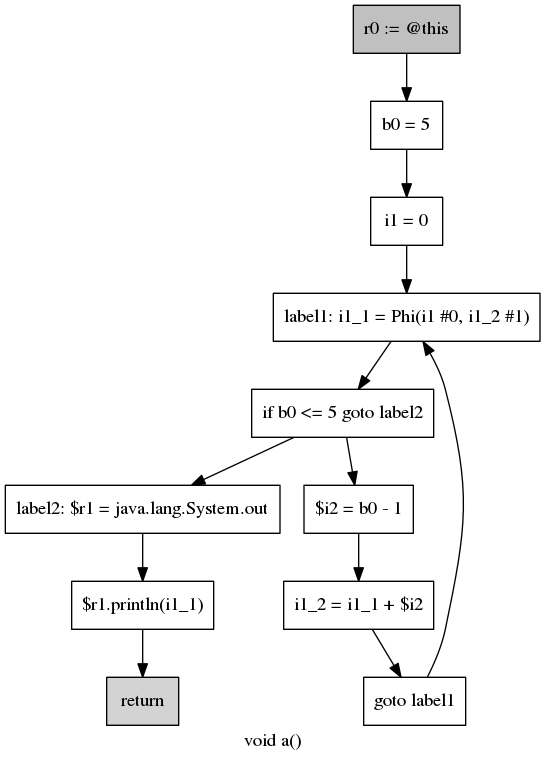 r0 := @this
b0 = 5
i1 = 0
label1: i1_1 = Phi(i1 #0, i1_2 #1)
if b0 <= 5 goto label2
label2: $r1 = java.lang.System.out
$i2 = b0 - 1
$r1.println(i1_1)
i1_2 = i1_1 + $i2
return
goto label1
void a()